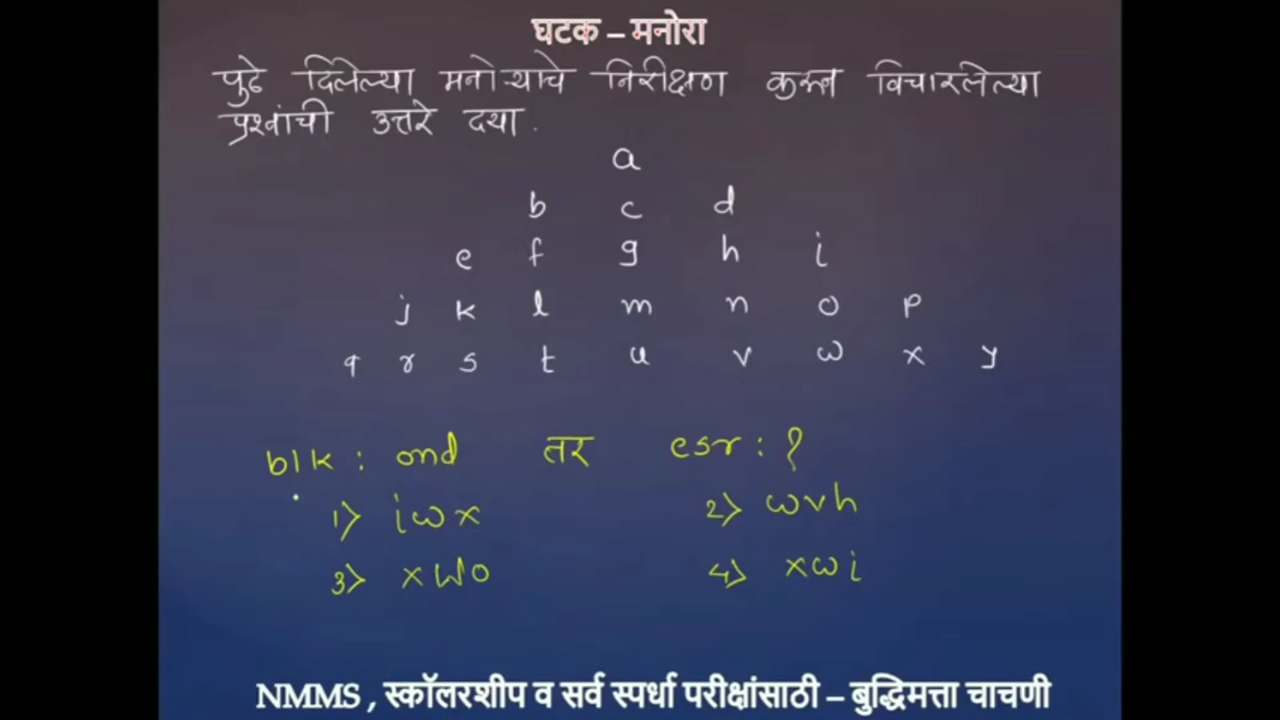 घटक – मनोरा
पुढे दिलेल्या मनोऱ्याचे निरीक्षण करून विचारलेल्या
प्रश्नांची उत्तरे दया.
a
b c d
e f g h i
j k l m n o p
q r s t u v w x y
blk : ond तर esr : ?
1) iwx 2) wvh
3) xwo 4) xwi
NMMS , स्कॉलरशीप व सर्व स्पर्धा परीक्षांसाठी – बुद्धिमत्ता चाचणी